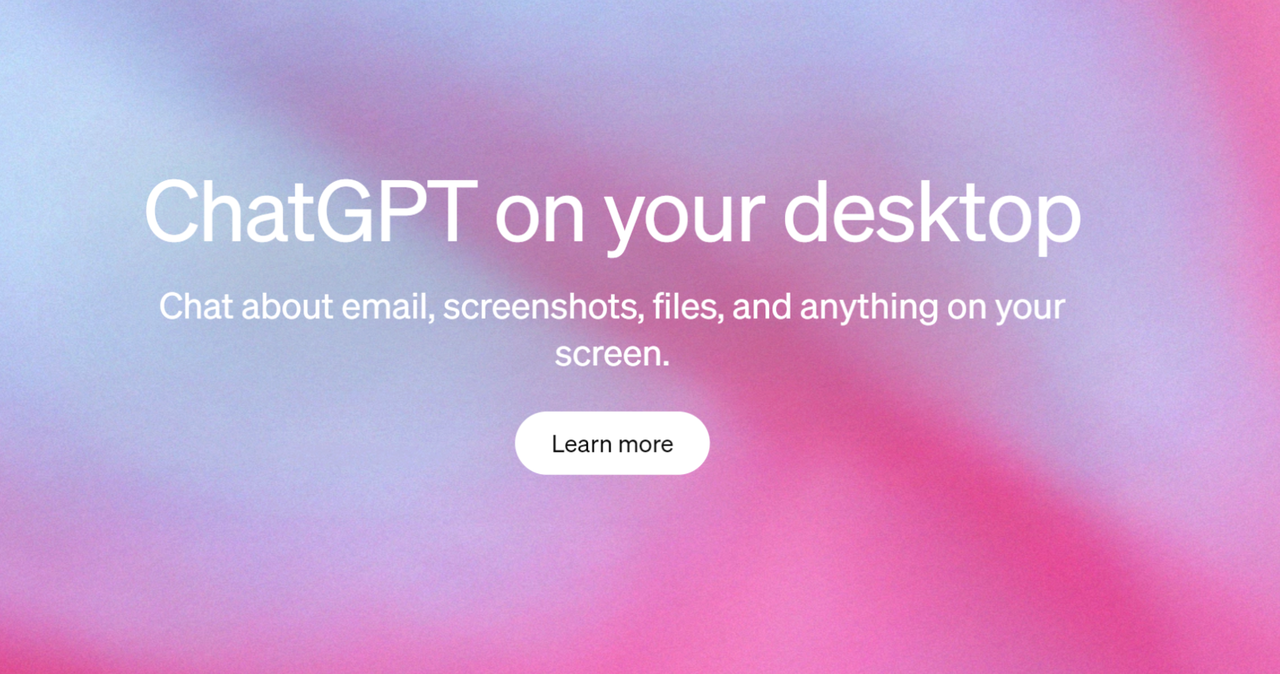 ChatGPT on your desktop
Chat about email, screenshots, files, and anything on your
screen.
Learn more